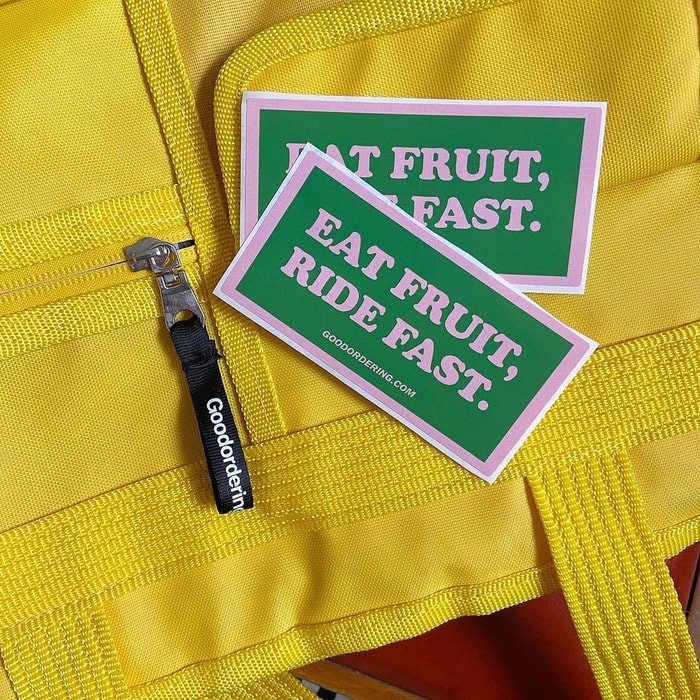 EAT FRUIT,
FAST.
EAT FRUIT,
RIDE FAST.
GOODORDERING.COM
Goodordering